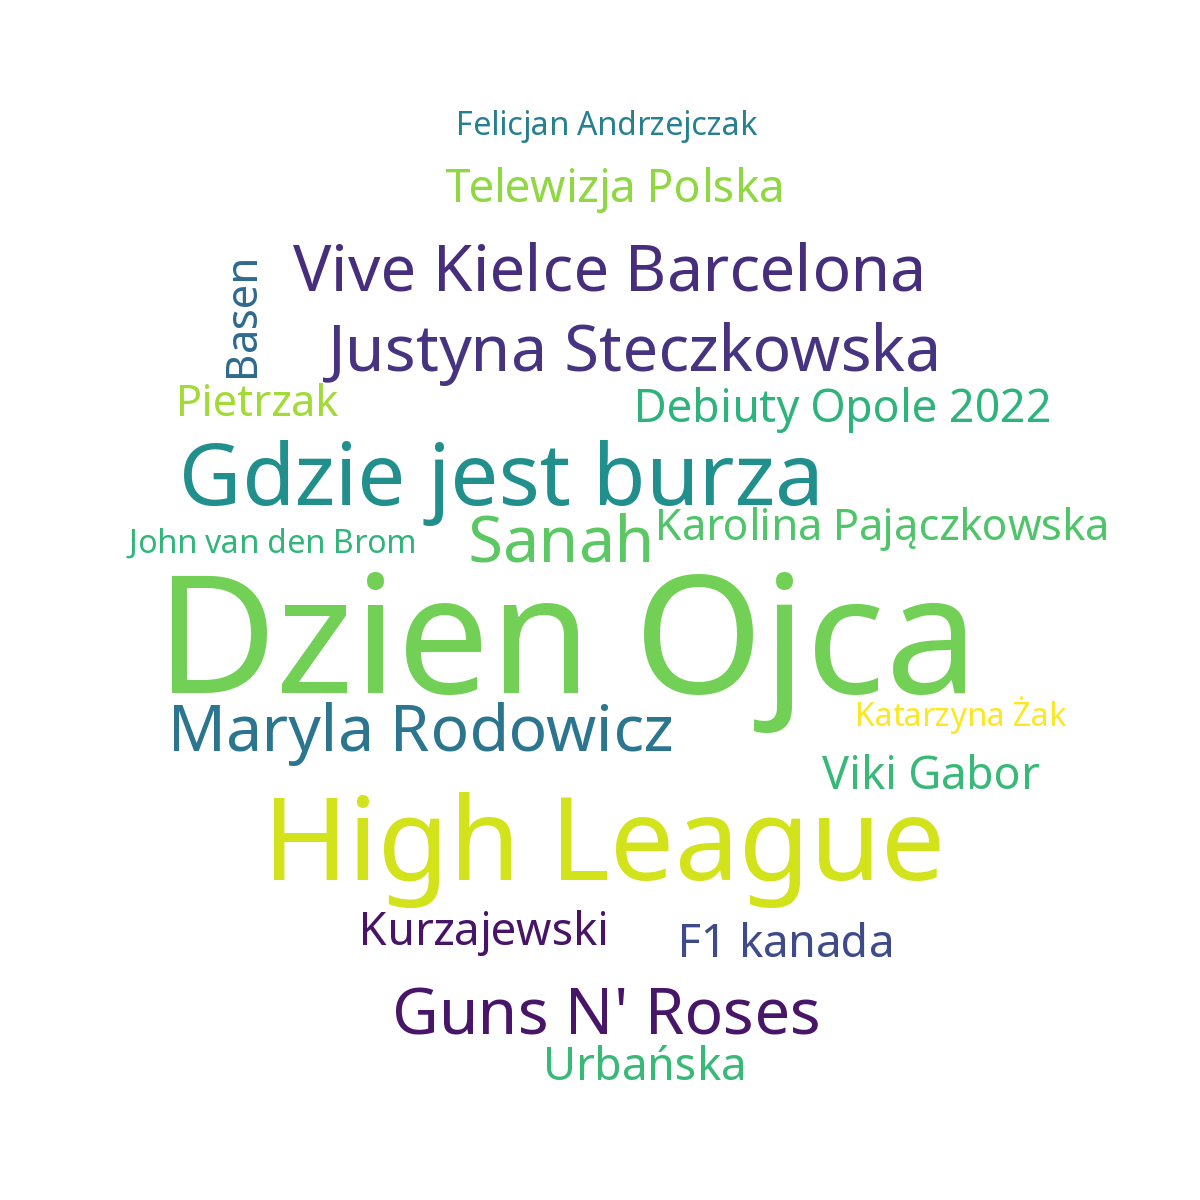 Felicjan Andrzejczak
Telewizja Polska
Vive Kielce Barcelona
Basen
Justyna Steczkowska
Pietrzak
Debiuty Opole 2022
Gdzie jest burza
Sanah
Karolina Pajączkowska
John van den Brom
Dzien Ojca
Maryla Rodowicz
Katarzyna Żak
Viki Gabor
High League
Kurzajewski
F1 kanada
Guns N' Roses
Urbańska